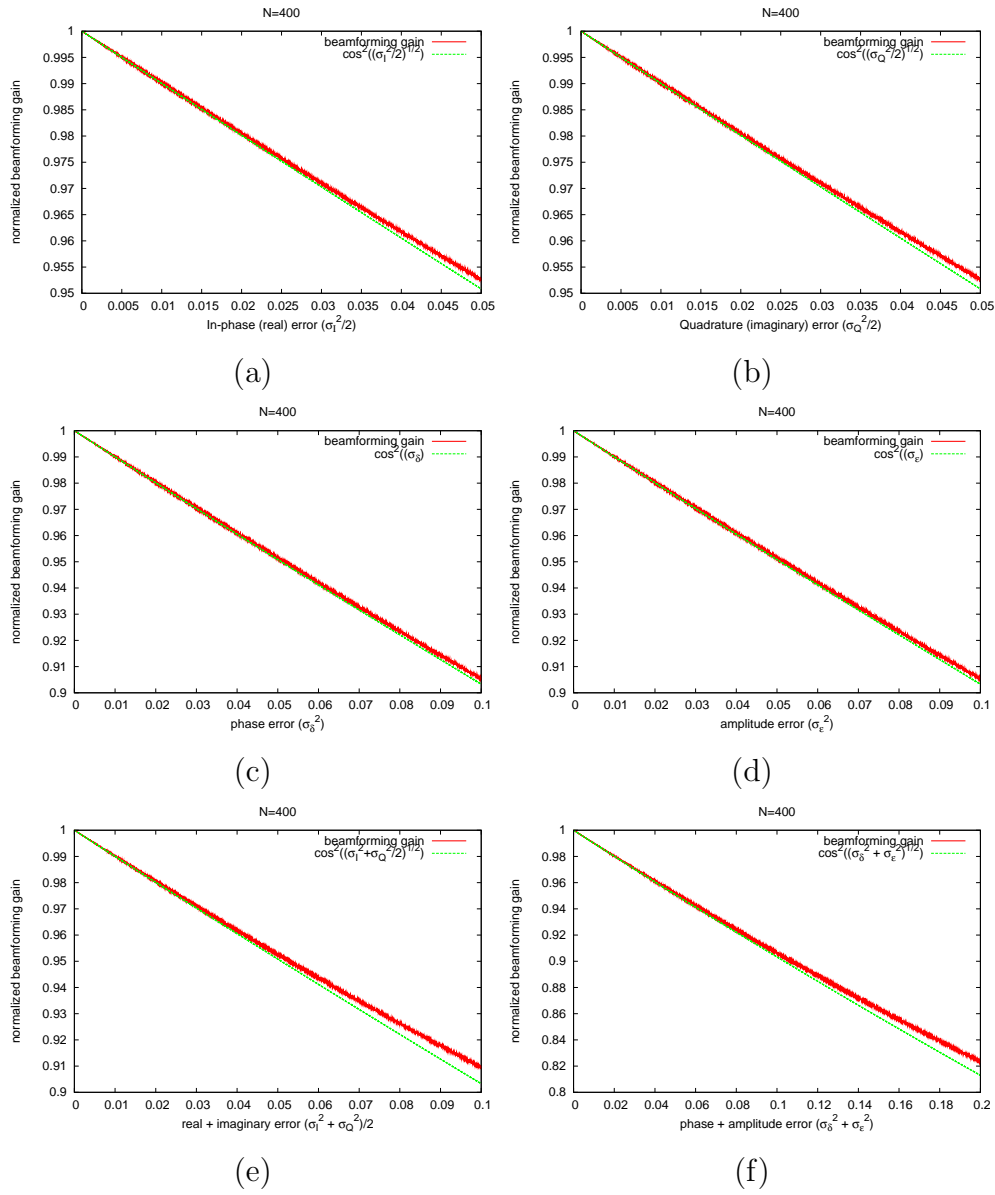 N=400
beamforming gain
cos²((σ_I²/2)^1/2)
normalized beamforming gain
1
0.995
0.99
0.985
0.98
0.975
0.97
0.965
0.96
0.955
0.95
0 0.005 0.01 0.015 0.02 0.025 0.03 0.035 0.04 0.045 0.05
In-phase (real) error (σ_I²/2)
(a)
N=400
beamforming gain
cos²((σ_Q²/2)^1/2)
normalized beamforming gain
1
0.995
0.99
0.985
0.98
0.975
0.97
0.965
0.96
0.955
0.95
0 0.005 0.01 0.015 0.02 0.025 0.03 0.035 0.04 0.045 0.05
Quadrature (imaginary) error (σ_Q²/2)
(b)
N=400
beamforming gain
cos²((σ_δ)
normalized beamforming gain
1
0.99
0.98
0.97
0.96
0.95
0.94
0.93
0.92
0.91
0.9
0 0.01 0.02 0.03 0.04 0.05 0.06 0.07 0.08 0.09 0.1
phase error (σ_δ²)
(c)
N=400
beamforming gain
cos²((σ_ε)
normalized beamforming gain
1
0.99
0.98
0.97
0.96
0.95
0.94
0.93
0.92
0.91
0.9
0 0.01 0.02 0.03 0.04 0.05 0.06 0.07 0.08 0.09 0.1
amplitude error (σ_ε²)
(d)
N=400
beamforming gain
cos²((σ_I²+σ_Q²/2)^1/2)
normalized beamforming gain
1
0.99
0.98
0.97
0.96
0.95
0.94
0.93
0.92
0.91
0.9
0 0.01 0.02 0.03 0.04 0.05 0.06 0.07 0.08 0.09 0.1
real + imaginary error (σ_I² + σ_Q²)/2
(e)
N=400
beamforming gain
cos²((σ_δ² + σ_ε²)^1/2)
normalized beamforming gain
1
0.98
0.96
0.94
0.92
0.9
0.88
0.86
0.84
0.82
0.8
0 0.02 0.04 0.06 0.08 0.1 0.12 0.14 0.16 0.18 0.2
phase + amplitude error (σ_δ² + σ_ε²)
(f)